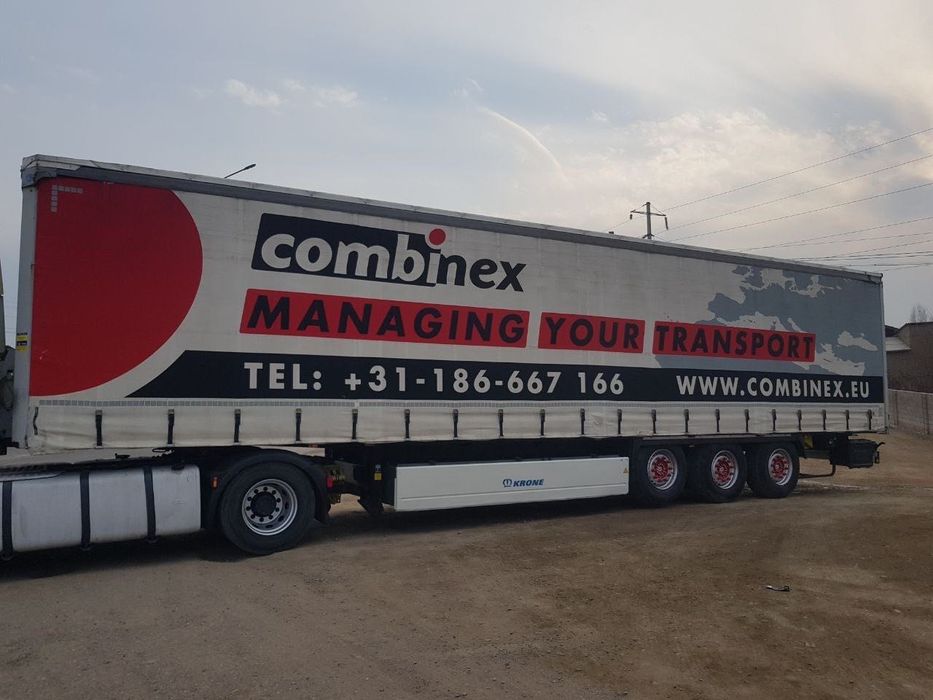 combinex
MANAGING YOUR TRANSPORT
TEL: +31-186-667 166 WWW.COMBINEX.EU
KRONE